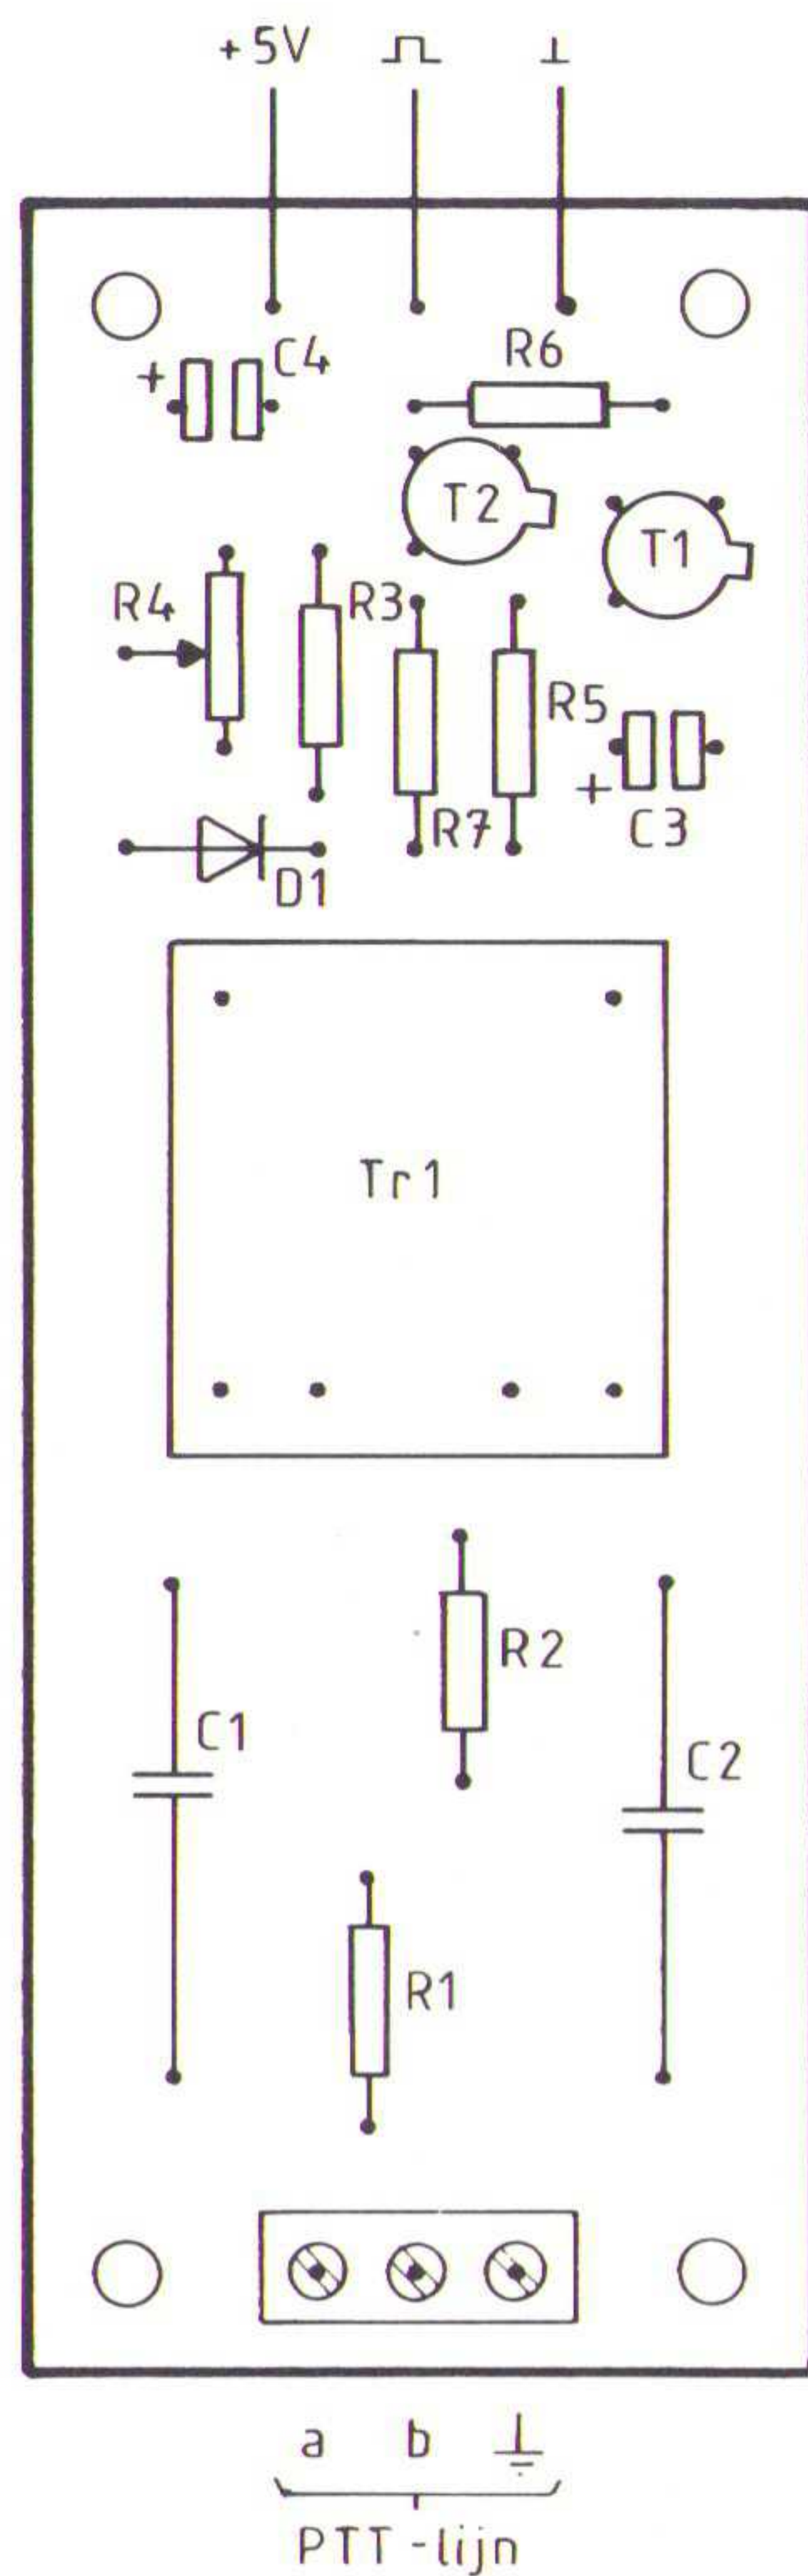 +5V ⎍ ⊥
+ C4
R6
T2
T1
R4
R3
R5
+
R7
C3
D1
Tr1
R2
C1
C2
R1
a b ⏚
PTT-lijn